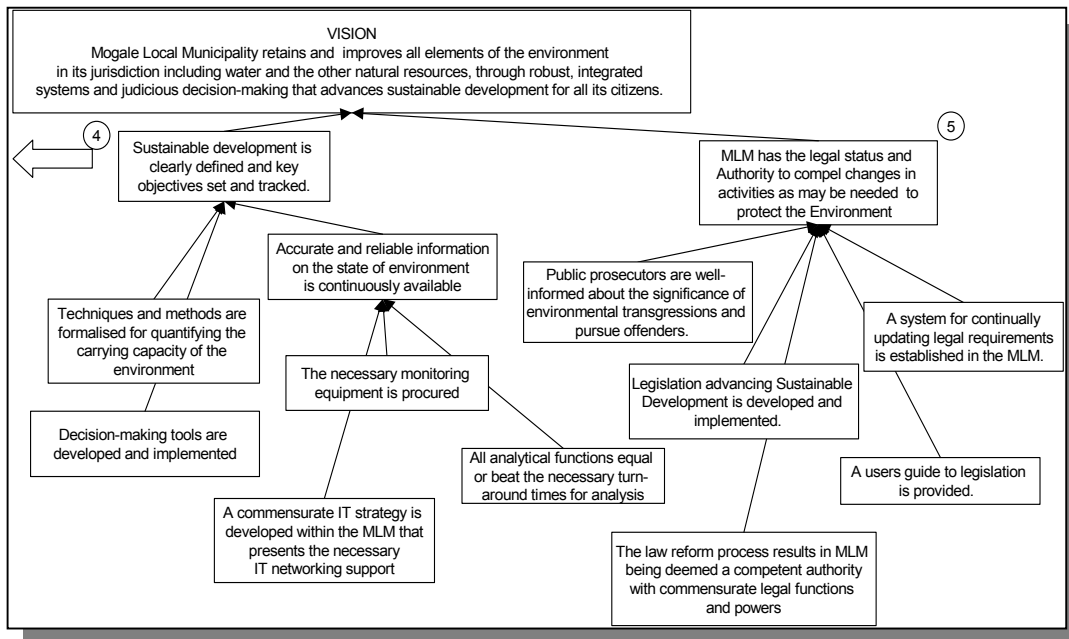 VISION
Mogale Local Municipality retains and improves all elements of the environment
in its jurisdiction including water and the other natural resources, through robust, integrated
systems and judicious decision-making that advances sustainable development for all its citizens.
4
Sustainable development is
clearly defined and key
objectives set and tracked.
5
MLM has the legal status and
Authority to compel changes in
activities as may be needed to
protect the Environment
Accurate and reliable information
on the state of environment
is continuously available
Public prosecutors are well-
informed about the significance of
environmental transgressions and
pursue offenders.
Techniques and methods are
formalised for quantifying the
carrying capacity of the
environment
A system for continually
updating legal requirements
is established in the MLM.
The necessary monitoring
equipment is procured
Legislation advancing Sustainable
Development is developed and
implemented.
Decision-making tools are
developed and implemented
All analytical functions equal
or beat the necessary turn-
around times for analysis
A users guide to legislation
is provided.
A commensurate IT strategy is
developed within the MLM that
presents the necessary
IT networking support
The law reform process results in MLM
being deemed a competent authority
with commensurate legal functions
and powers